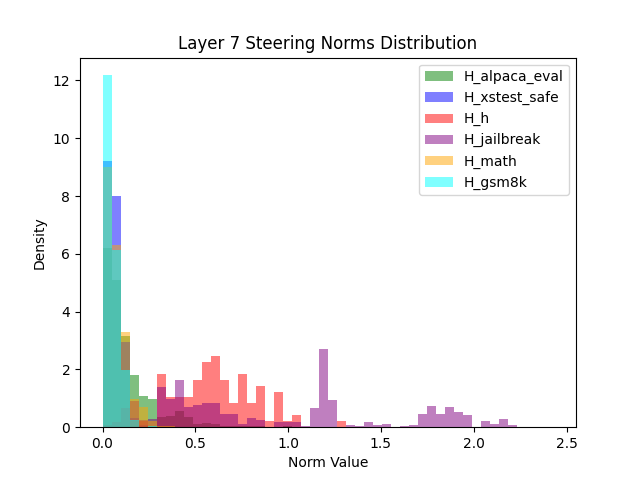 Layer 7 Steering Norms Distribution
H_alpaca_eval
H_xstest_safe
H_h
H_jailbreak
H_math
H_gsm8k
Density
12
10
8
6
4
2
0
0.0 0.5 1.0 1.5 2.0 2.5
Norm Value